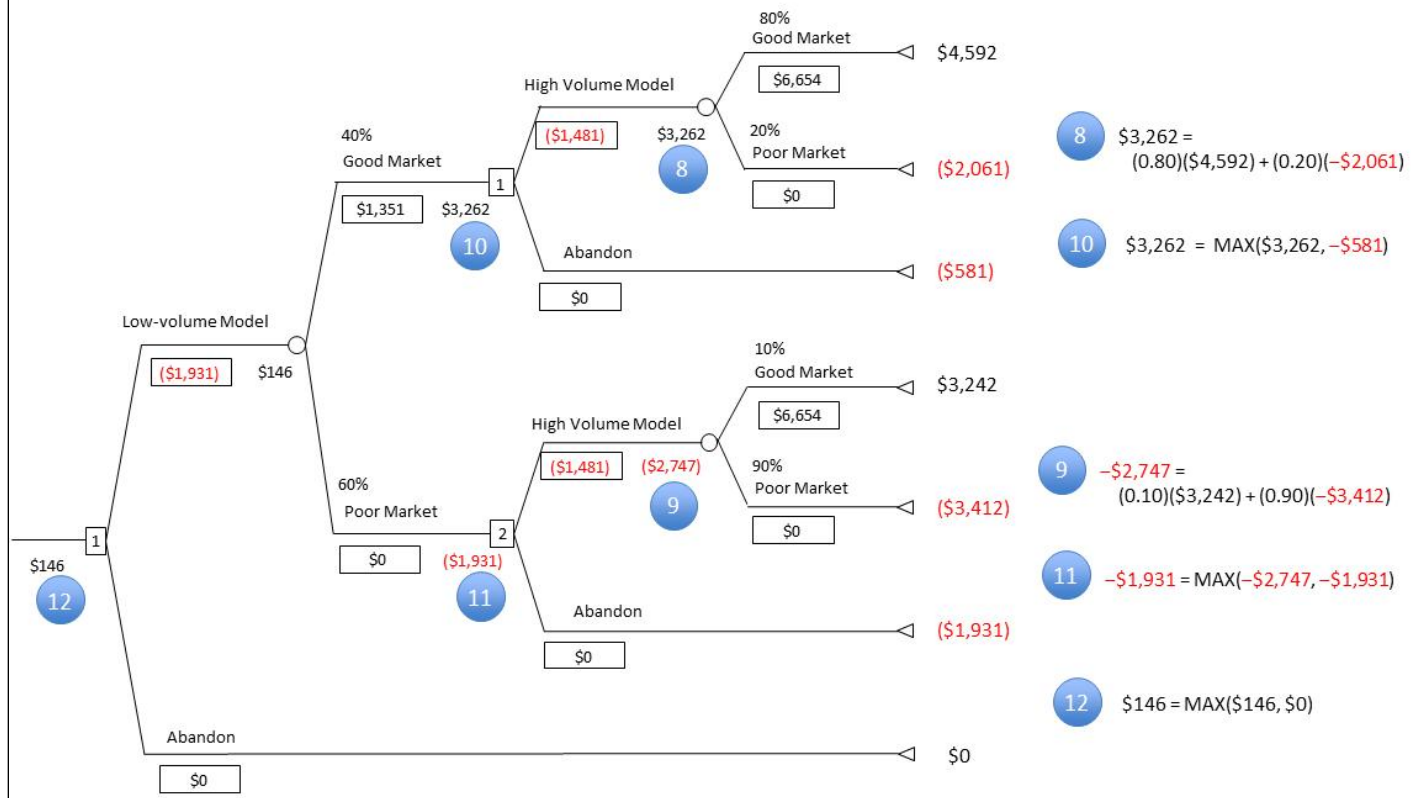 80%
Good Market
$4,592
$6,654
High Volume Model
($1,481)
$3,262
8
20%
Poor Market
($2,061)
$0
8
$3,262 =
(0.80)($4,592) + (0.20)(–$2,061)
40%
Good Market
1
$1,351
$3,262
10
Abandon
($581)
$0
10
$3,262 = MAX($3,262, –$581)
Low-volume Model
($1,931)
$146
10%
Good Market
$3,242
$6,654
High Volume Model
($1,481)
($2,747)
9
90%
Poor Market
($3,412)
$0
9
–$2,747 =
(0.10)($3,242) + (0.90)(–$3,412)
60%
Poor Market
2
$0
($1,931)
11
Abandon
($1,931)
$0
11
–$1,931 = MAX(–$2,747, –$1,931)
1
$146
12
12
$146 = MAX($146, $0)
Abandon
$0
$0